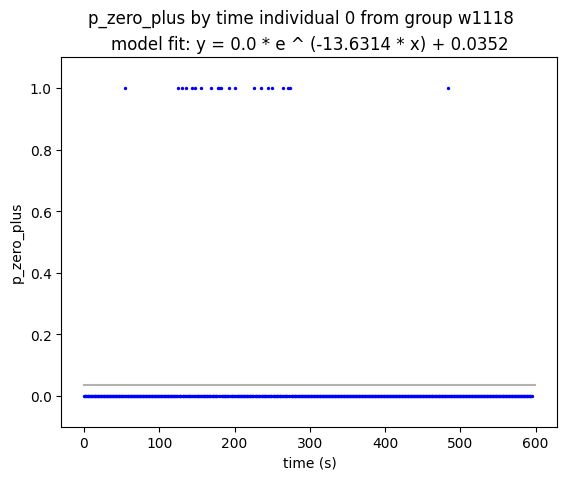 p_zero_plus by time individual 0 from group w1118
model fit: y = 0.0 * e ^ (-13.6314 * x) + 0.0352
1.0
0.8
0.6
0.4
0.2
0.0
p_zero_plus
0 100 200 300 400 500 600
time (s)